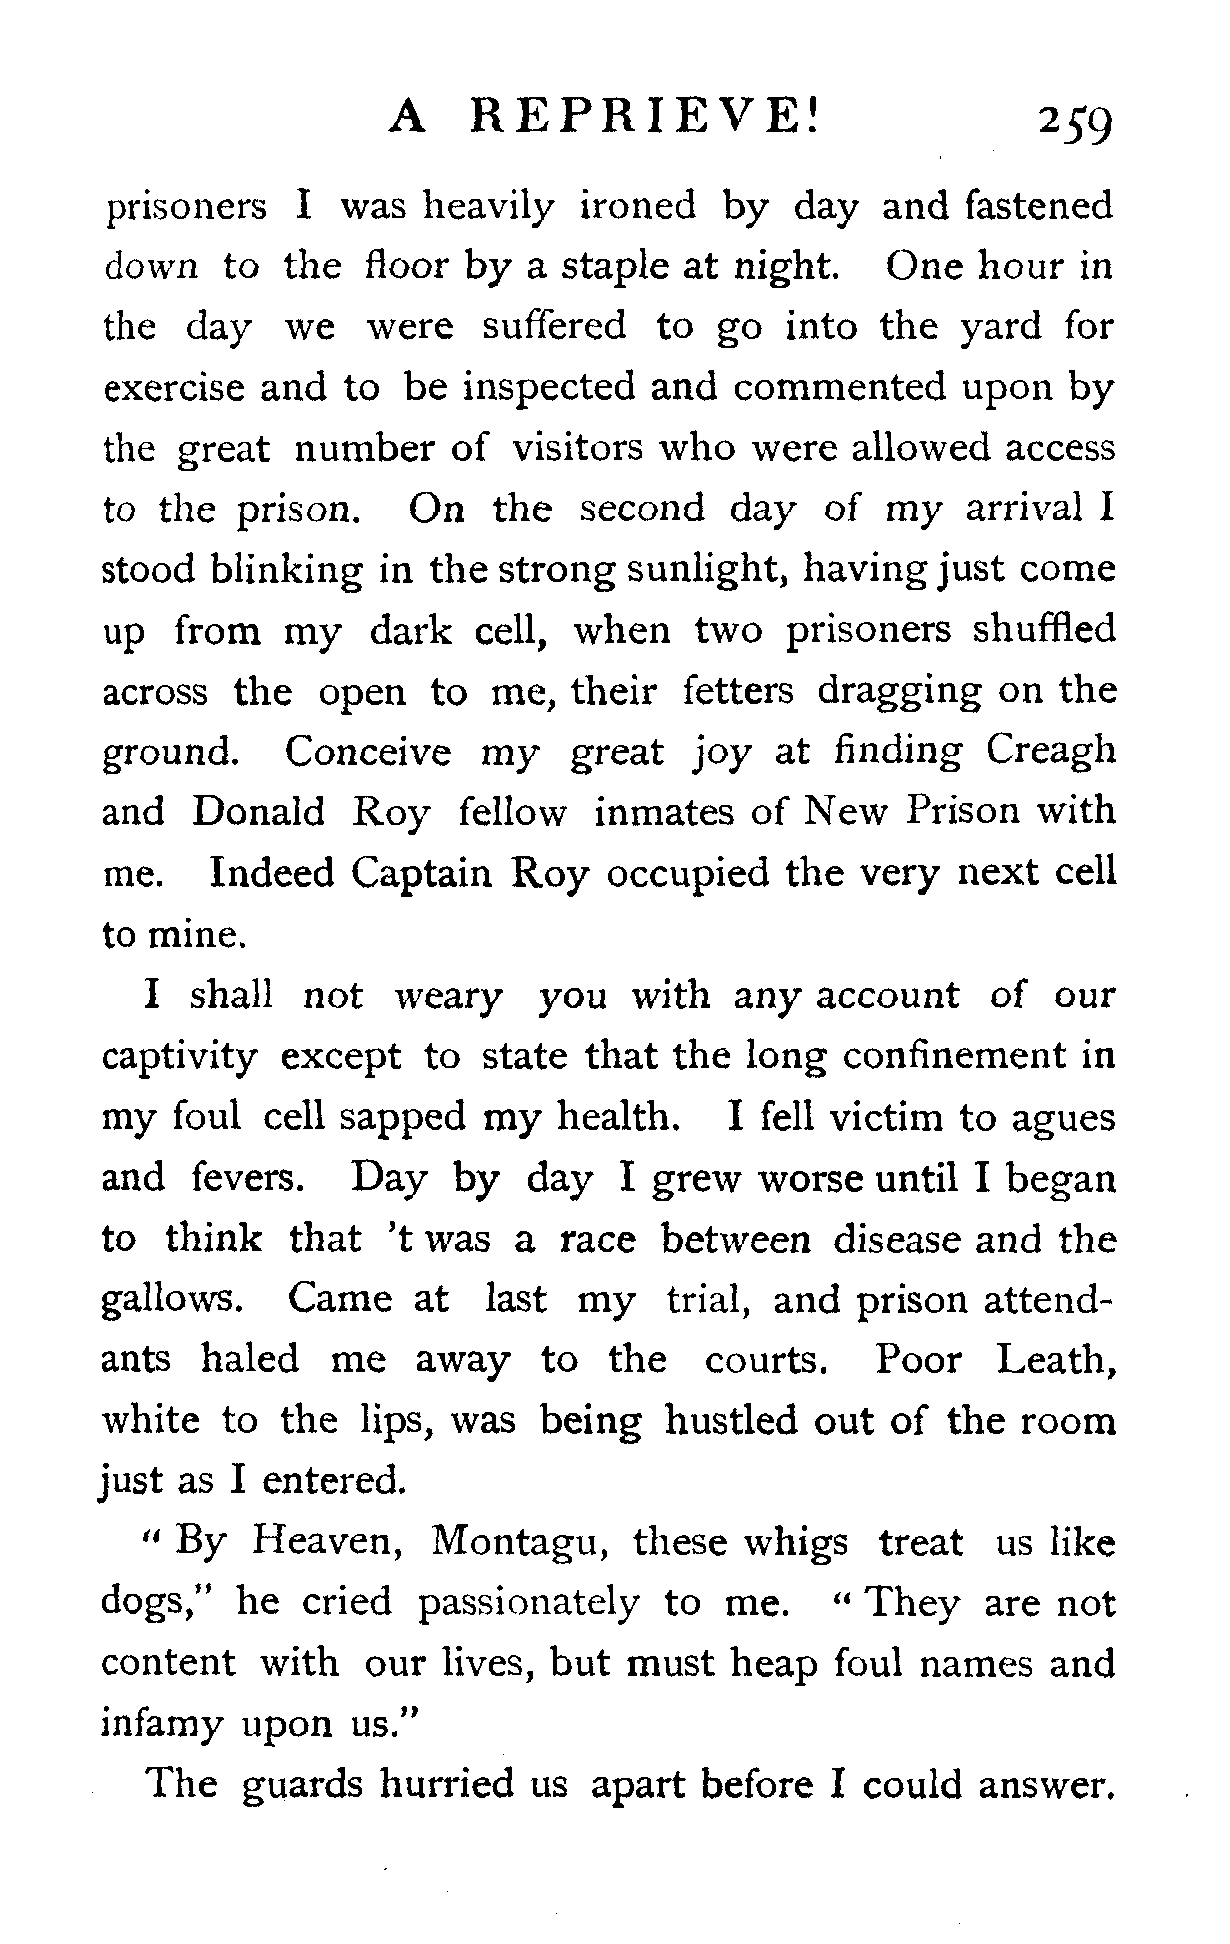 A REPRIEVE! 259
prisoners I was heavily ironed by day and fastened
down to the floor by a staple at night. One hour in
the day we were suffered to go into the yard for
exercise and to be inspected and commented upon by
the great number of visitors who were allowed access
to the prison. On the second day of my arrival I
stood blinking in the strong sunlight, having just come
up from my dark cell, when two prisoners shuffled
across the open to me, their fetters dragging on the
ground. Conceive my great joy at finding Creagh
and Donald Roy fellow inmates of New Prison with
me. Indeed Captain Roy occupied the very next cell
to mine.
I shall not weary you with any account of our
captivity except to state that the long confinement in
my foul cell sapped my health. I fell victim to agues
and fevers. Day by day I grew worse until I began
to think that 't was a race between disease and the
gallows. Came at last my trial, and prison attend-
ants haled me away to the courts. Poor Leath,
white to the lips, was being hustled out of the room
just as I entered.
“ By Heaven, Montagu, these whigs treat us like
dogs,” he cried passionately to me. “ They are not
content with our lives, but must heap foul names and
infamy upon us.”
The guards hurried us apart before I could answer.